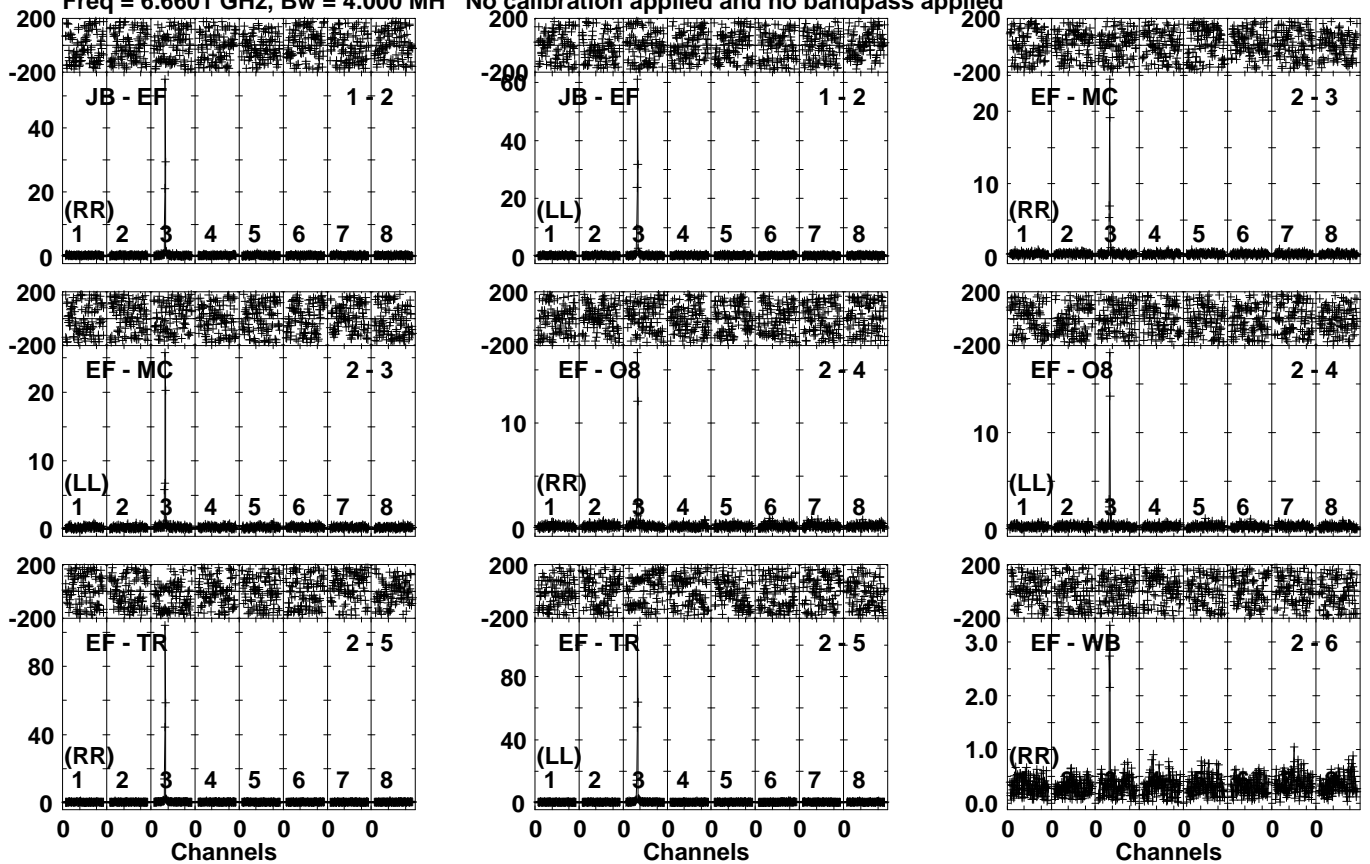 Freq = 6.6601 GHz, Bw = 4.000 MH No calibration applied and no bandpass applied
200 200 200
-200 -200 -200
60
JB - EF 1 - 2 JB - EF 1 - 2 EF - MC 2 - 3
40 40 20
20 20 10
(RR) (LL) (RR)
1 2 3 4 5 6 7 8 1 2 3 4 5 6 7 8 1 2 3 4 5 6 7 8
0 0 0
200 200 200
-200 -200 -200
EF - MC 2 - 3 EF - O8 2 - 4 EF - O8 2 - 4
20 10 10
10
(LL) (RR) (LL)
1 2 3 4 5 6 7 8 1 2 3 4 5 6 7 8 1 2 3 4 5 6 7 8
0 0 0
200 200 200
-200 -200 -200
EF - TR 2 - 5 EF - TR 2 - 5 EF - WB 2 - 6
80 80 3.0
40 40 2.0
1.0
(RR) (LL) (RR)
1 2 3 4 5 6 7 8 1 2 3 4 5 6 7 8
0 0 0.0
0 0 0 0 0 0 0 0 0 0 0 0 0 0 0 0 0 0 0 0 0 0 0 0
Channels Channels Channels